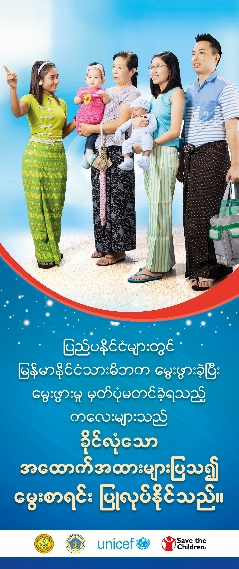 ပြည်ပနိုင်ငံများတွင်
မြန်မာနိုင်ငံသားမိဘက မွေးဖွားခဲ့ပြီး
မွေးဖွားမှု မှတ်ပုံမတင်ခဲ့ရသည့်
ကလေးများသည်
ခိုင်လုံသော
အထောက်အထားများပြသ၍
မွေးစာရင်း ပြုလုပ်နိုင်သည်။
unicef
Save the
Children